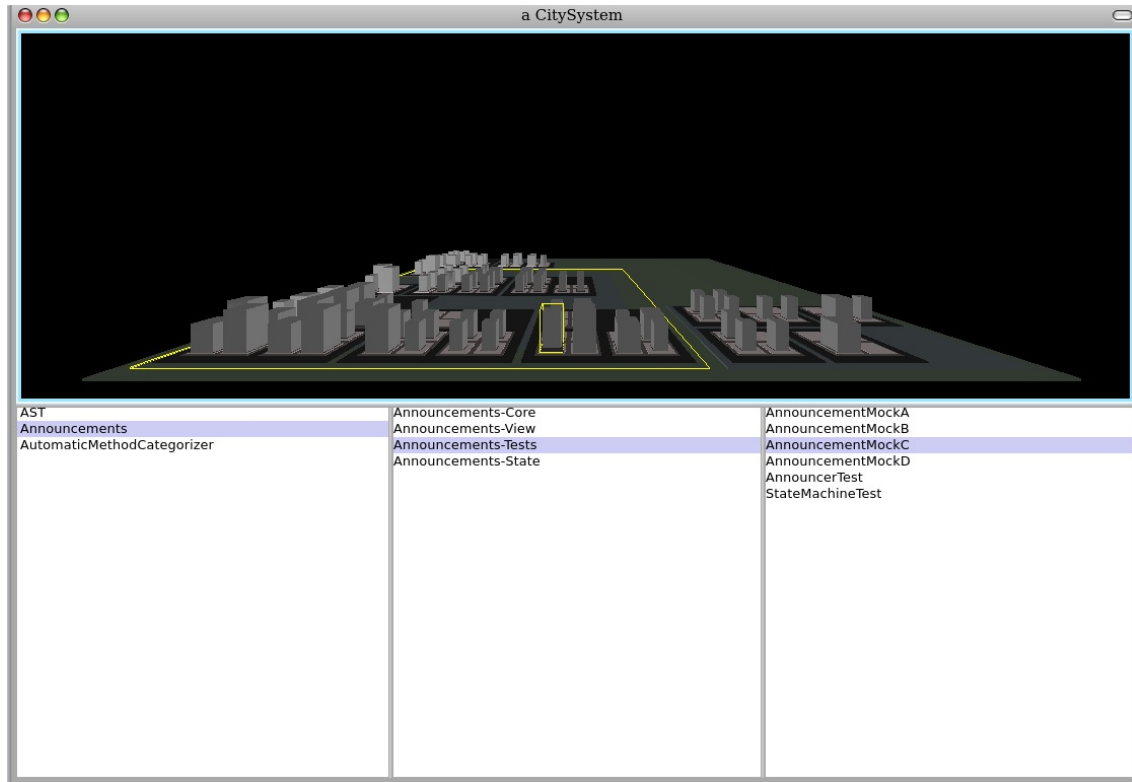 a CitySystem
AST
Announcements
AutomaticMethodCategorizer
Announcements-Core
Announcements-View
Announcements-Tests
Announcements-State
AnnouncementMockA
AnnouncementMockB
AnnouncementMockC
AnnouncementMockD
AnnouncerTest
StateMachineTest